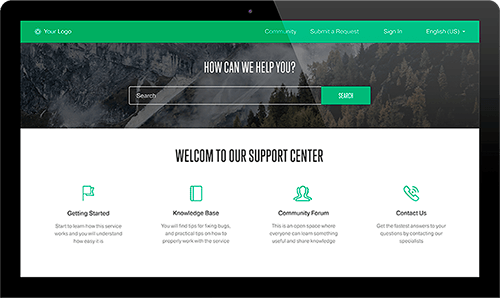 Your Logo
Community Submit a Request Sign In English (US)
HOW CAN WE HELP YOU?
Search SEARCH
WELCOM TO OUR SUPPORT CENTER
Getting Started Knowledge Base Community Forum Contact Us
Start to learn how this service You will find tips for fixing bugs, This is an open space where Get the fastest answers to your
works and you will understand and practical tips on how to everyone can learn something questions by contacting our
how easy it is properly work with the service useful and share knowledge specialists